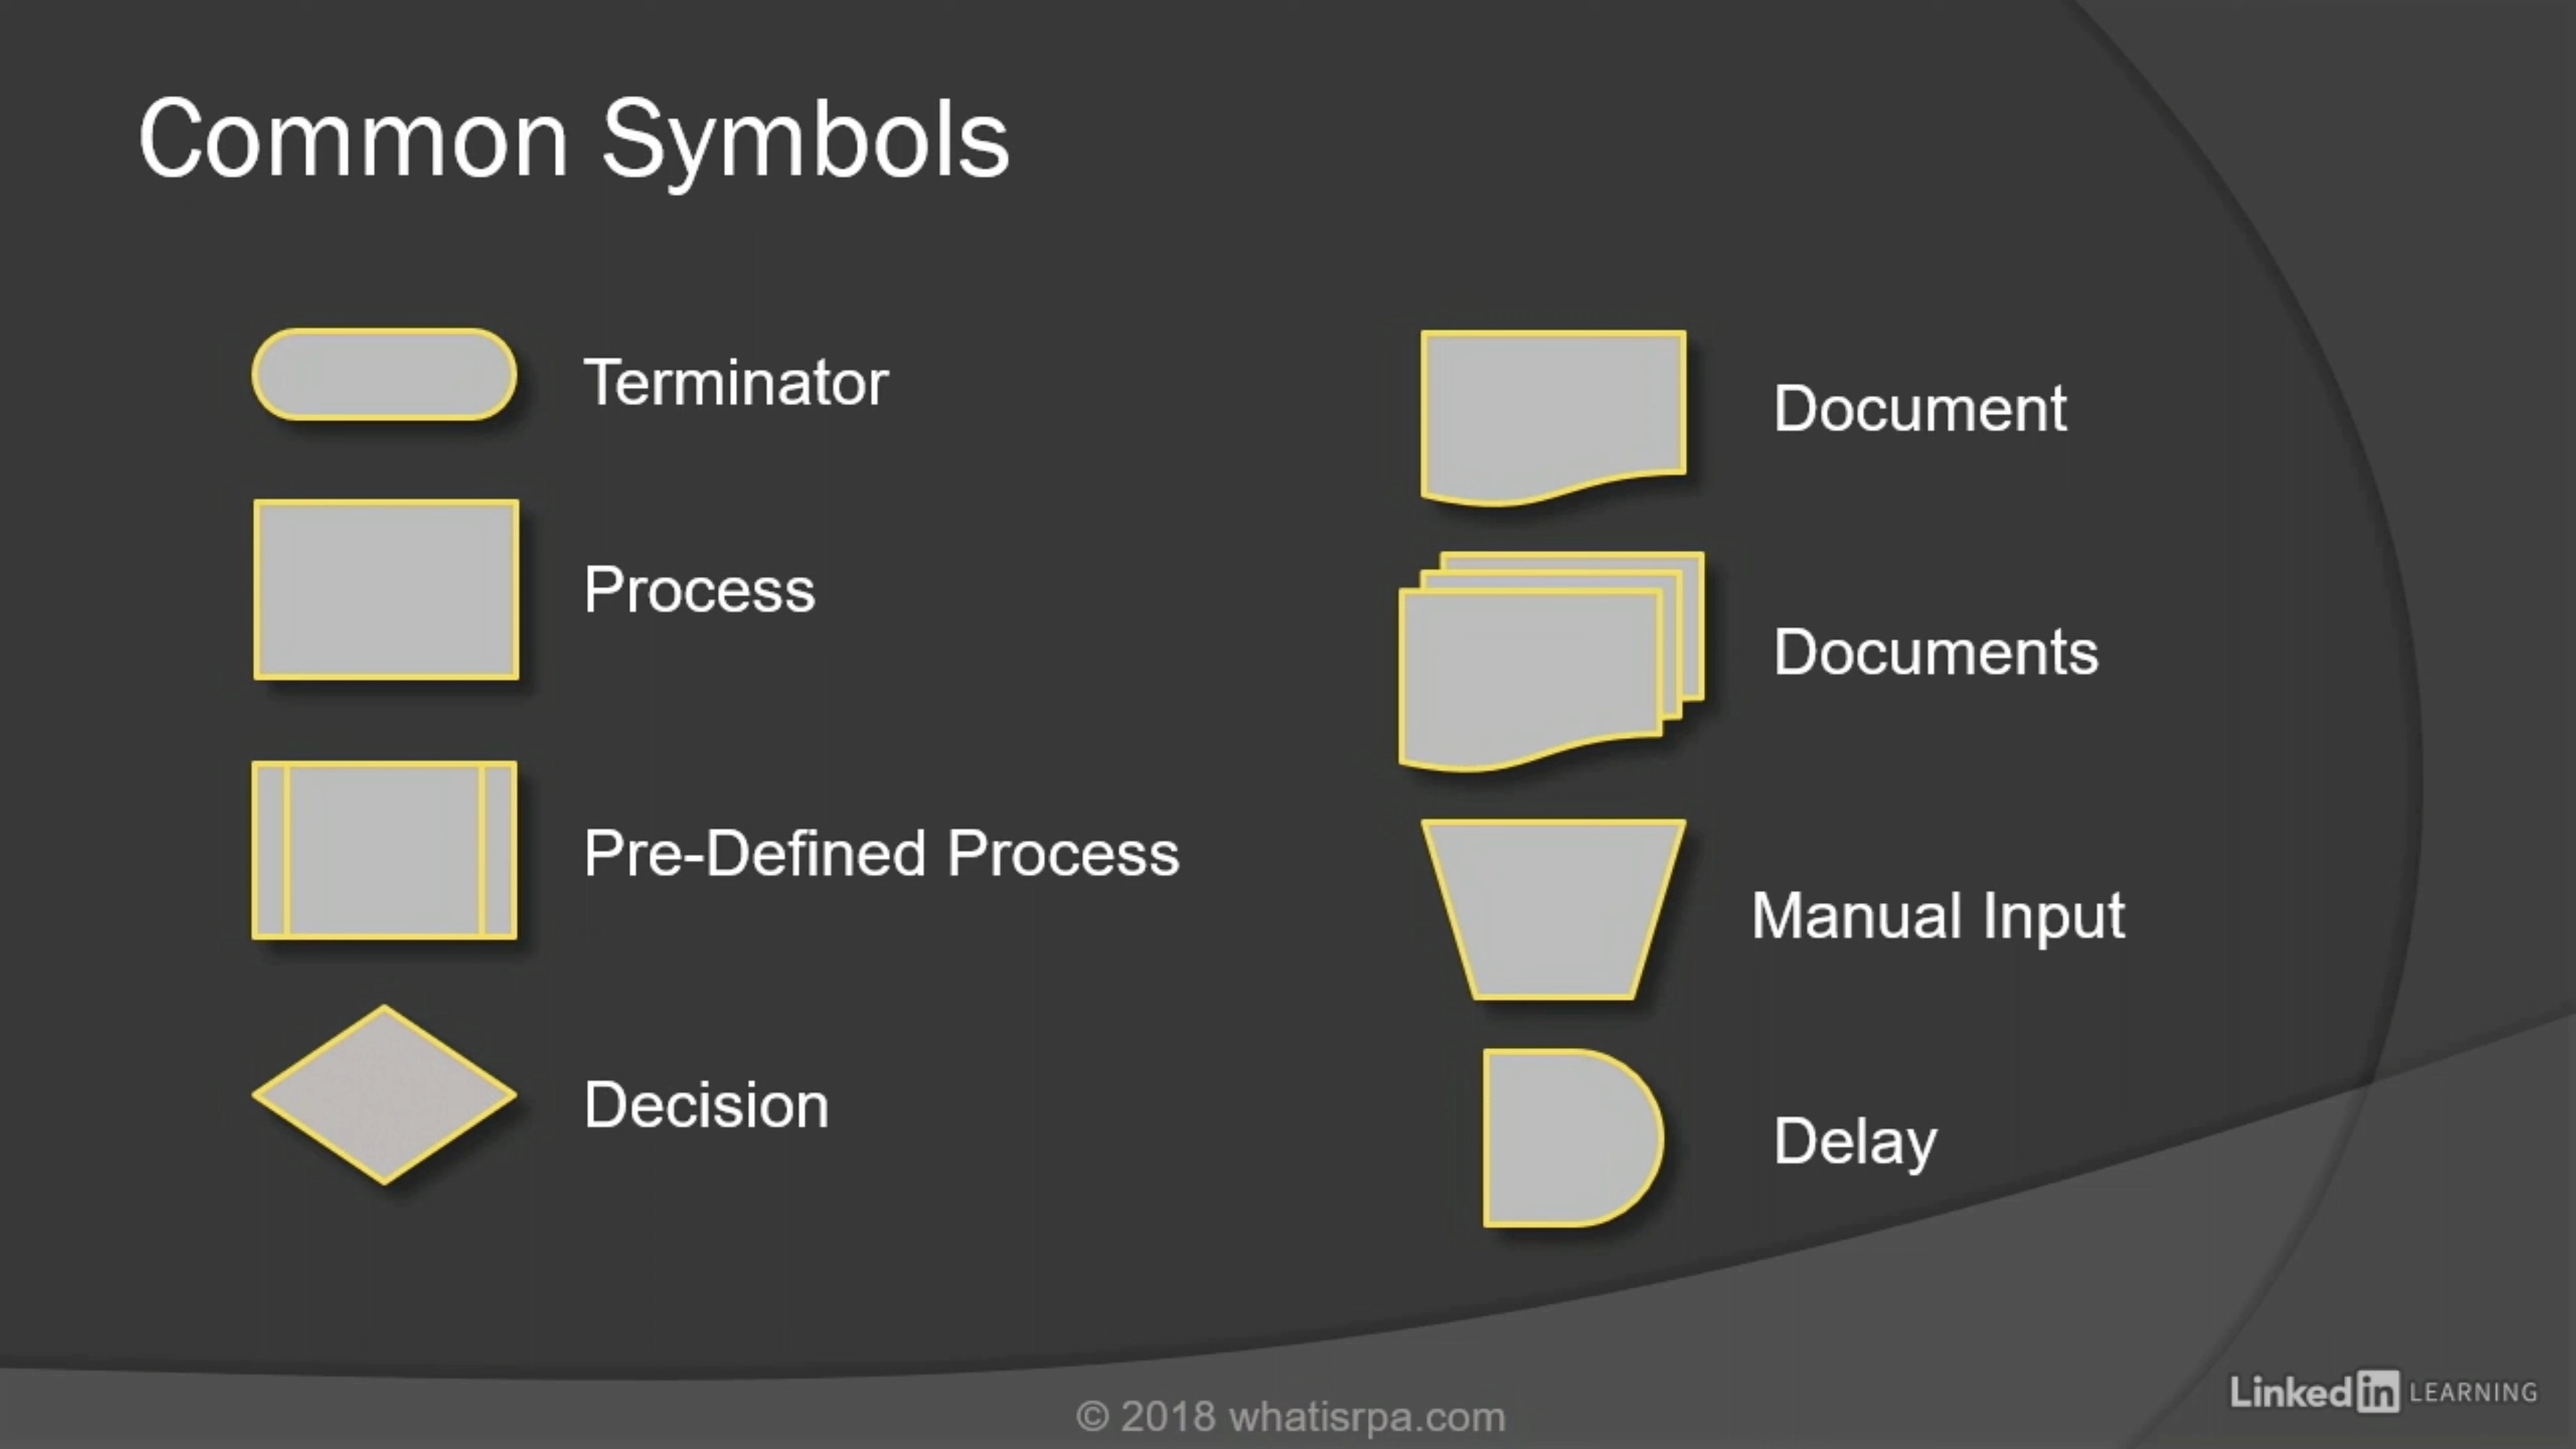 Common Symbols
Terminator
Process
Pre-Defined Process
Decision
Document
Documents
Manual Input
Delay
© 2018 whatisrpa.com
Linked in LEARNING